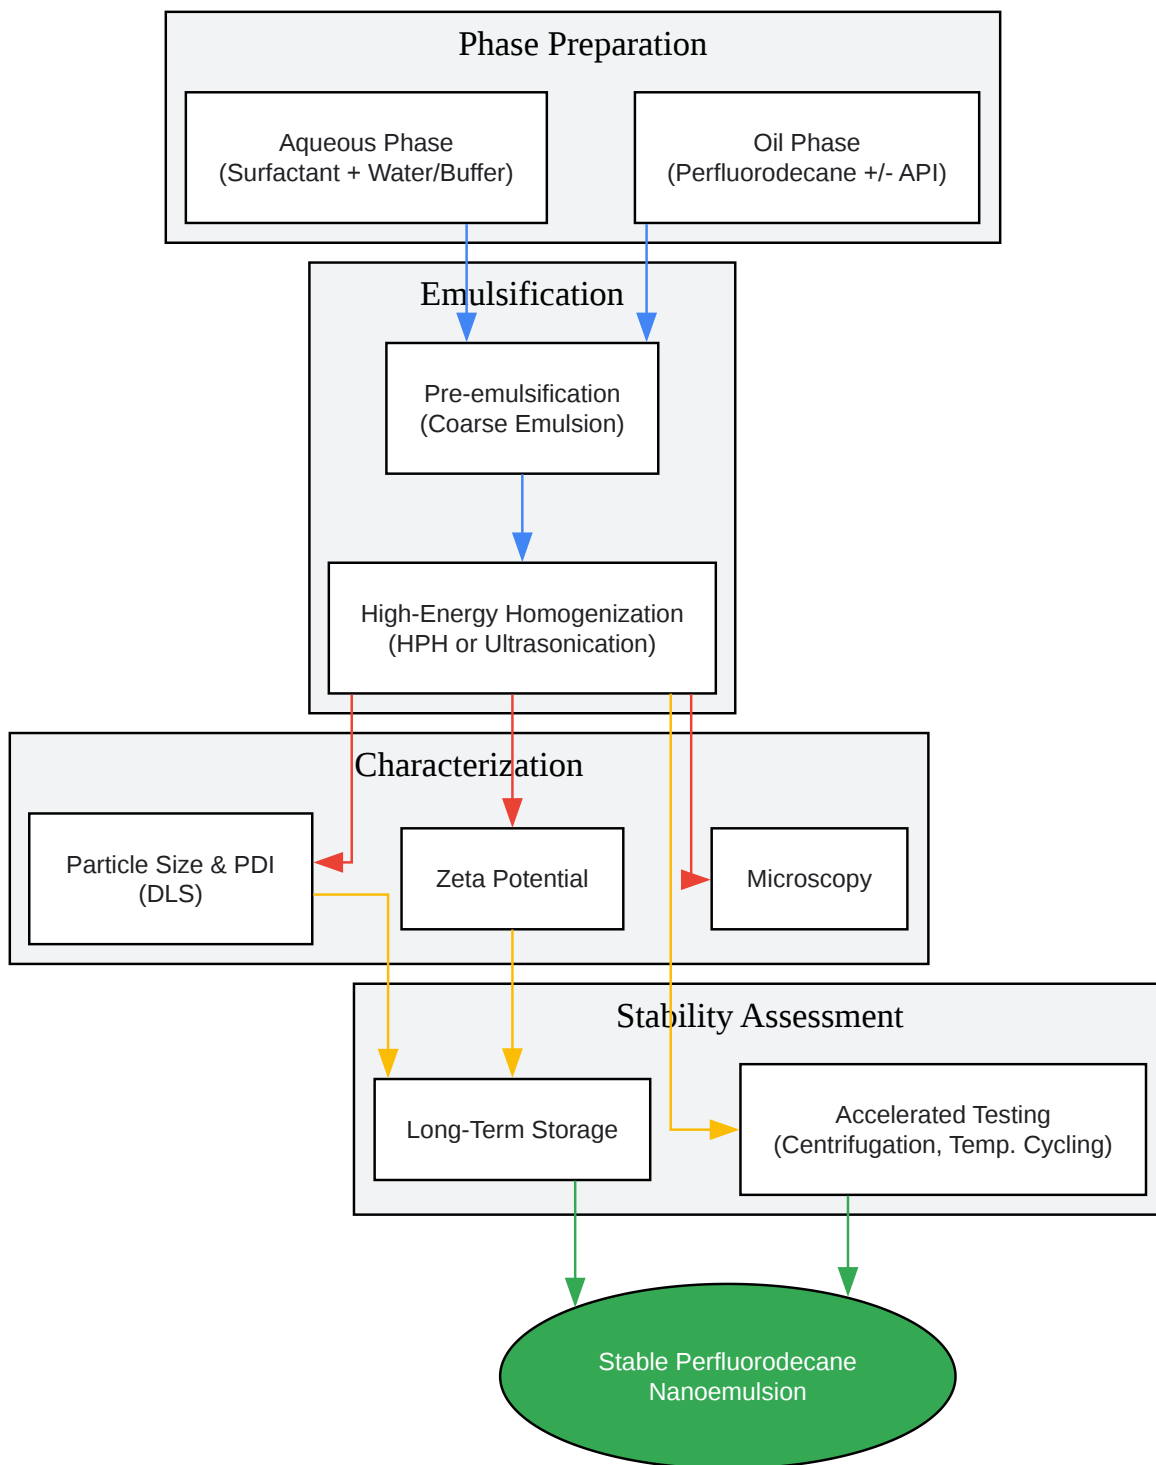 Phase Preparation
Aqueous Phase
(Surfactant + Water/Buffer)
Oil Phase
(Perfluorodecane +/- API)
Emulsification
Pre-emulsification
(Coarse Emulsion)
High-Energy Homogenization
(HPH or Ultrasonication)
Characterization
Particle Size & PDI
(DLS)
Zeta Potential
Microscopy
Stability Assessment
Long-Term Storage
Accelerated Testing
(Centrifugation, Temp. Cycling)
Stable Perfluorodecane
Nanoemulsion